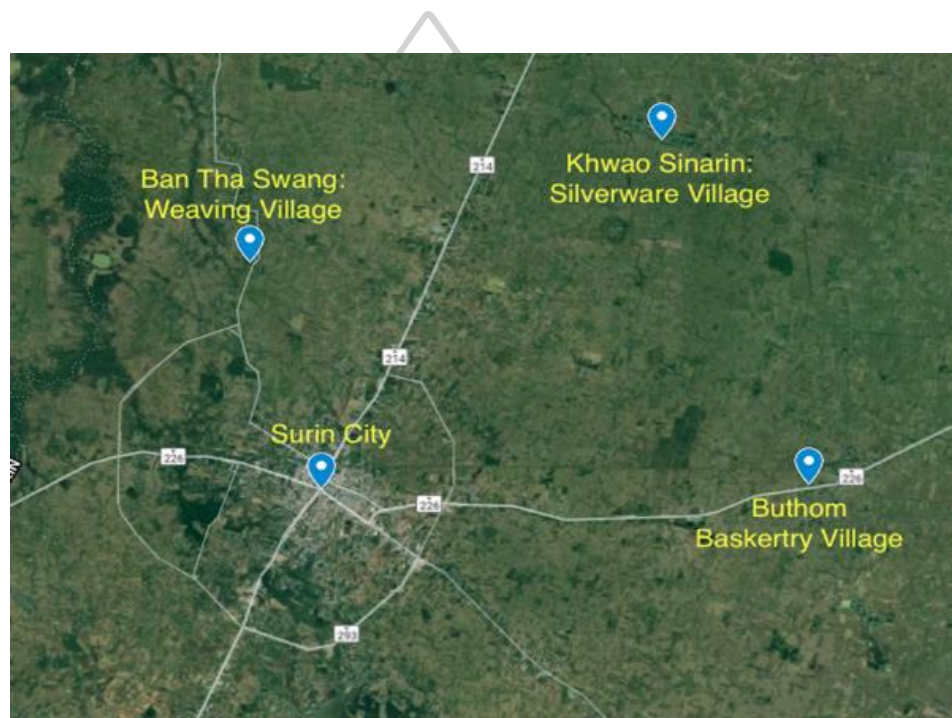 Khwao Sinarin:
Silverware Village
Ban Tha Swang:
Weaving Village
214
214
Surin City
226
226
226
Buthom
Baskertry Village
293